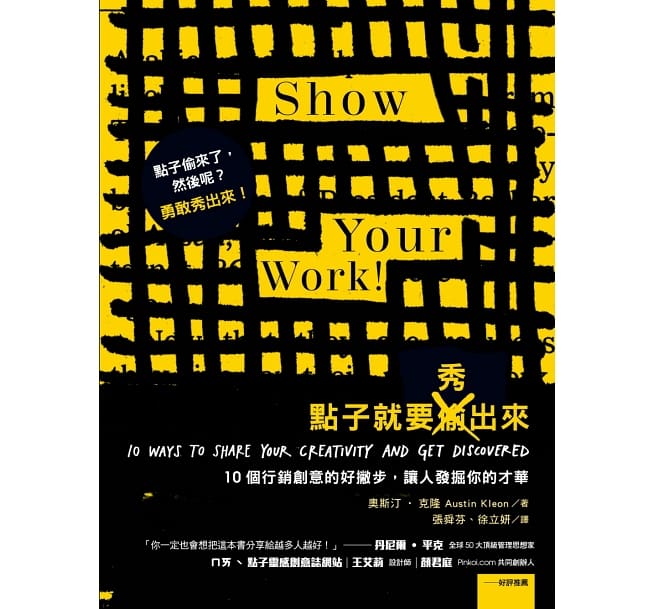 Show
點子偷來了，
然後呢？
勇敢秀出來！
Your
Work!
秀
點子就要偷出來
10 WAYS TO SHARE YOUR CREATIVITY AND GET DISCOVERED
10 個行銷創意的好撇步，讓人發掘你的才華
奧斯汀・克隆 Austin Kleon／著
張舜芬、徐立妍／譯
「你一定也會想把這本書分享給越多人越好！」——丹尼爾・平克 全球 50 大頂級管理思想家
ㄇㄞ、點子靈感創意誌網站｜王艾莉 設計師｜顏君庭 Pinkoi.com 共同創辦人
——好評推薦